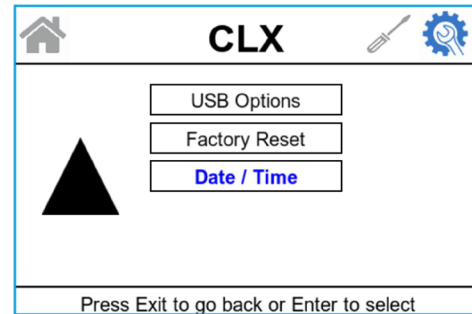 CLX
USB Options
Factory Reset
Date / Time
Press Exit to go back or Enter to select